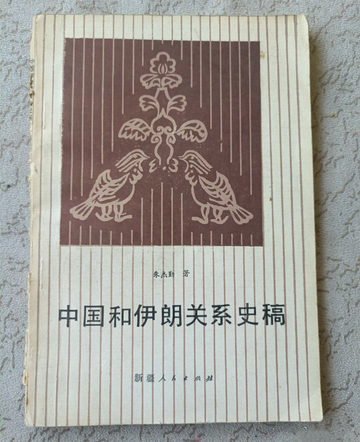 朱杰勤 著
中国和伊朗关系史稿
新疆人民出版社